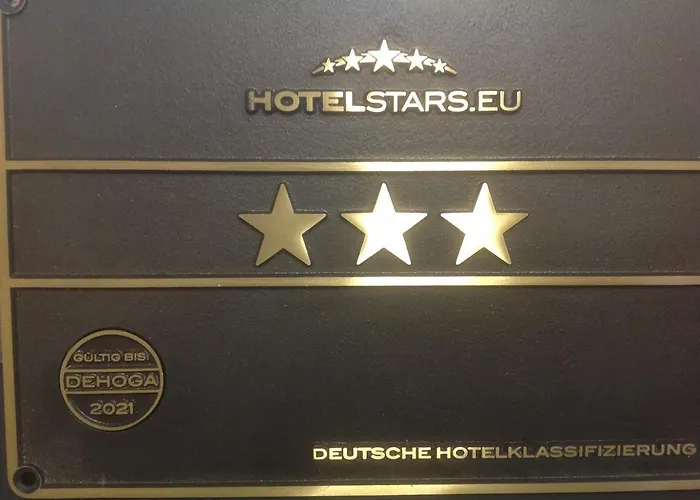 HOTELSTARS.EU
GÜLTIG BIS:
DEHOGA
2021
DEUTSCHE HOTELKLASSIFIZIERUNG